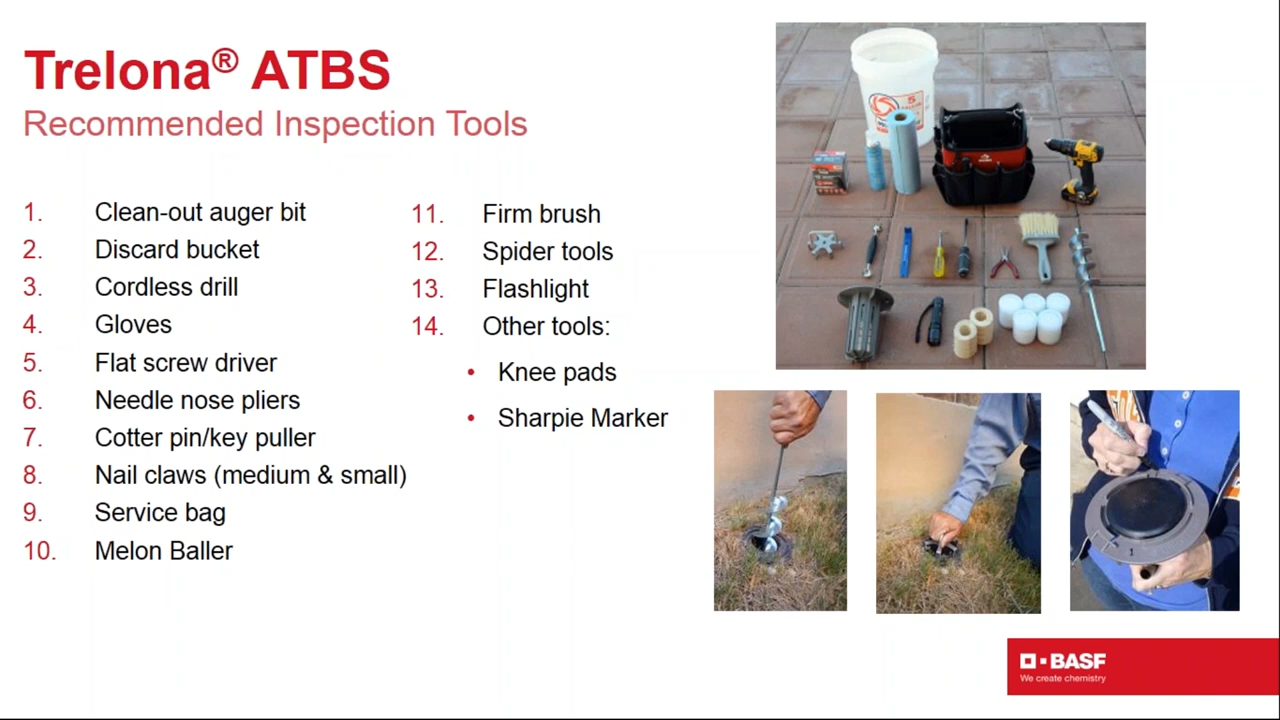 Trelona® ATBS
Recommended Inspection Tools
1. Clean-out auger bit
2. Discard bucket
3. Cordless drill
4. Gloves
5. Flat screw driver
6. Needle nose pliers
7. Cotter pin/key puller
8. Nail claws (medium & small)
9. Service bag
10. Melon Baller
11. Firm brush
12. Spider tools
13. Flashlight
14. Other tools:
• Knee pads
• Sharpie Marker
5
1
BASF
We create chemistry